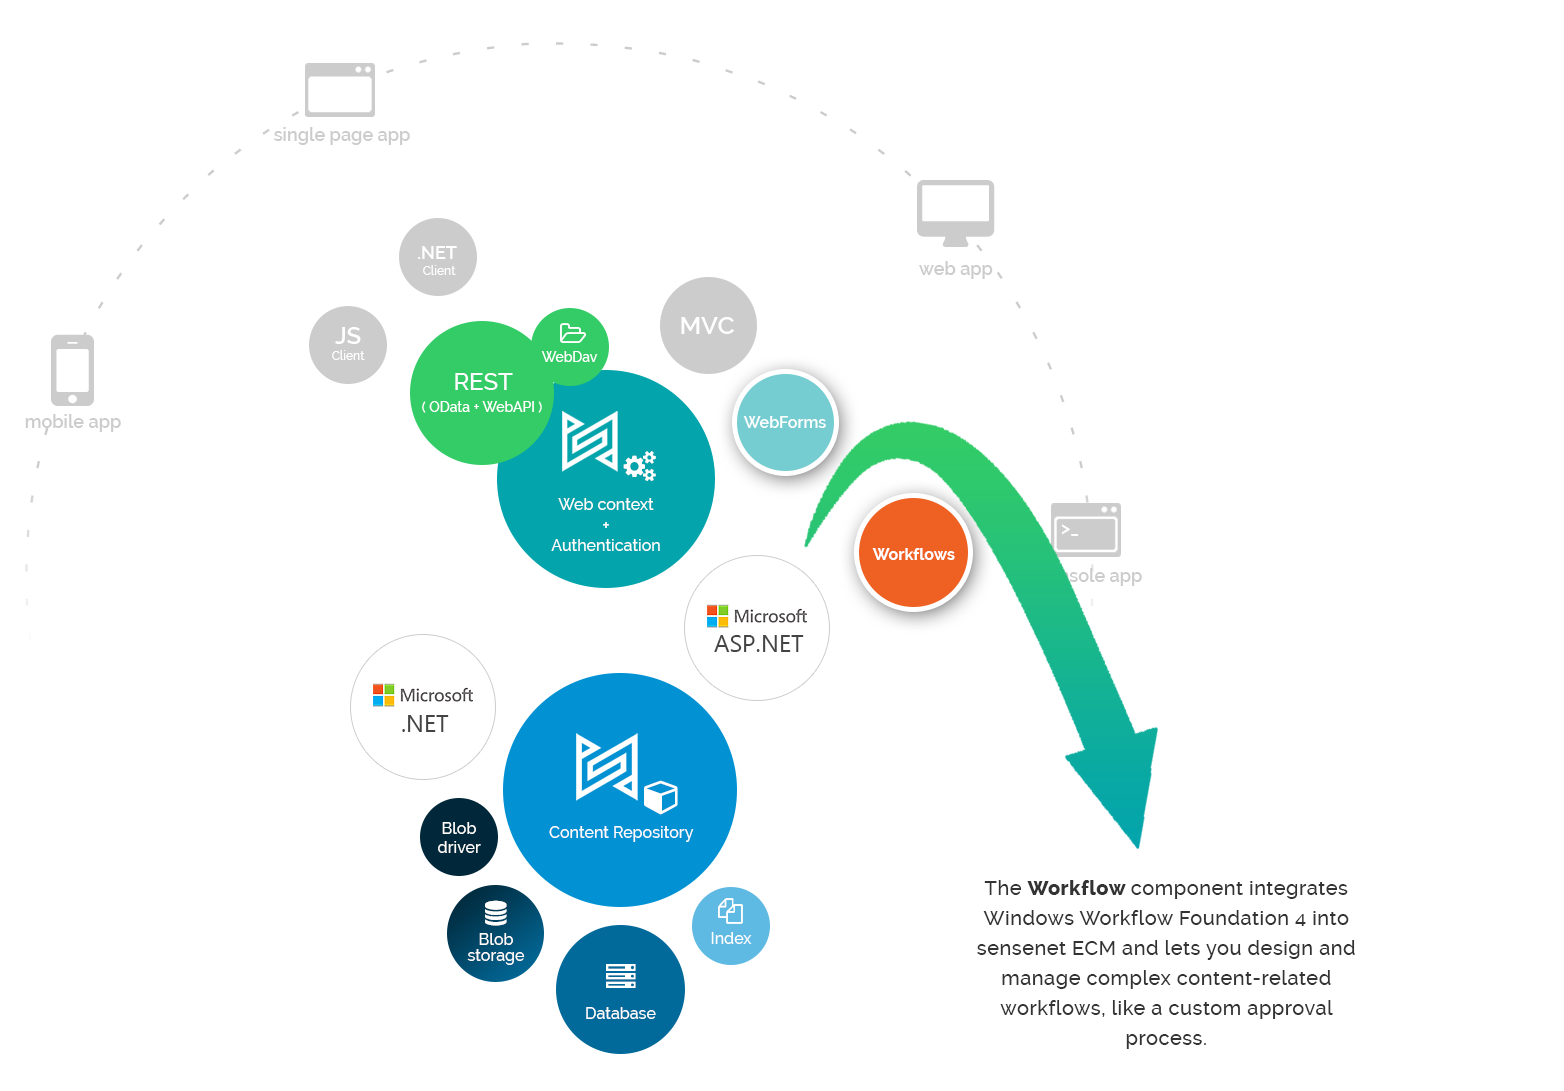 single page app
web app
.NET
Client
JS
Client
MVC
WebDav
REST
( OData + WebAPI )
mobile app
WebForms
Web context
+
Authentication
Workflows
>_
sole app
Microsoft
ASP.NET
Microsoft
.NET
Content Repository
Blob
driver
Blob
storage
Index
Database
The Workflow component integrates
Windows Workflow Foundation 4 into
sensenet ECM and lets you design and
manage complex content-related
workflows, like a custom approval
process.